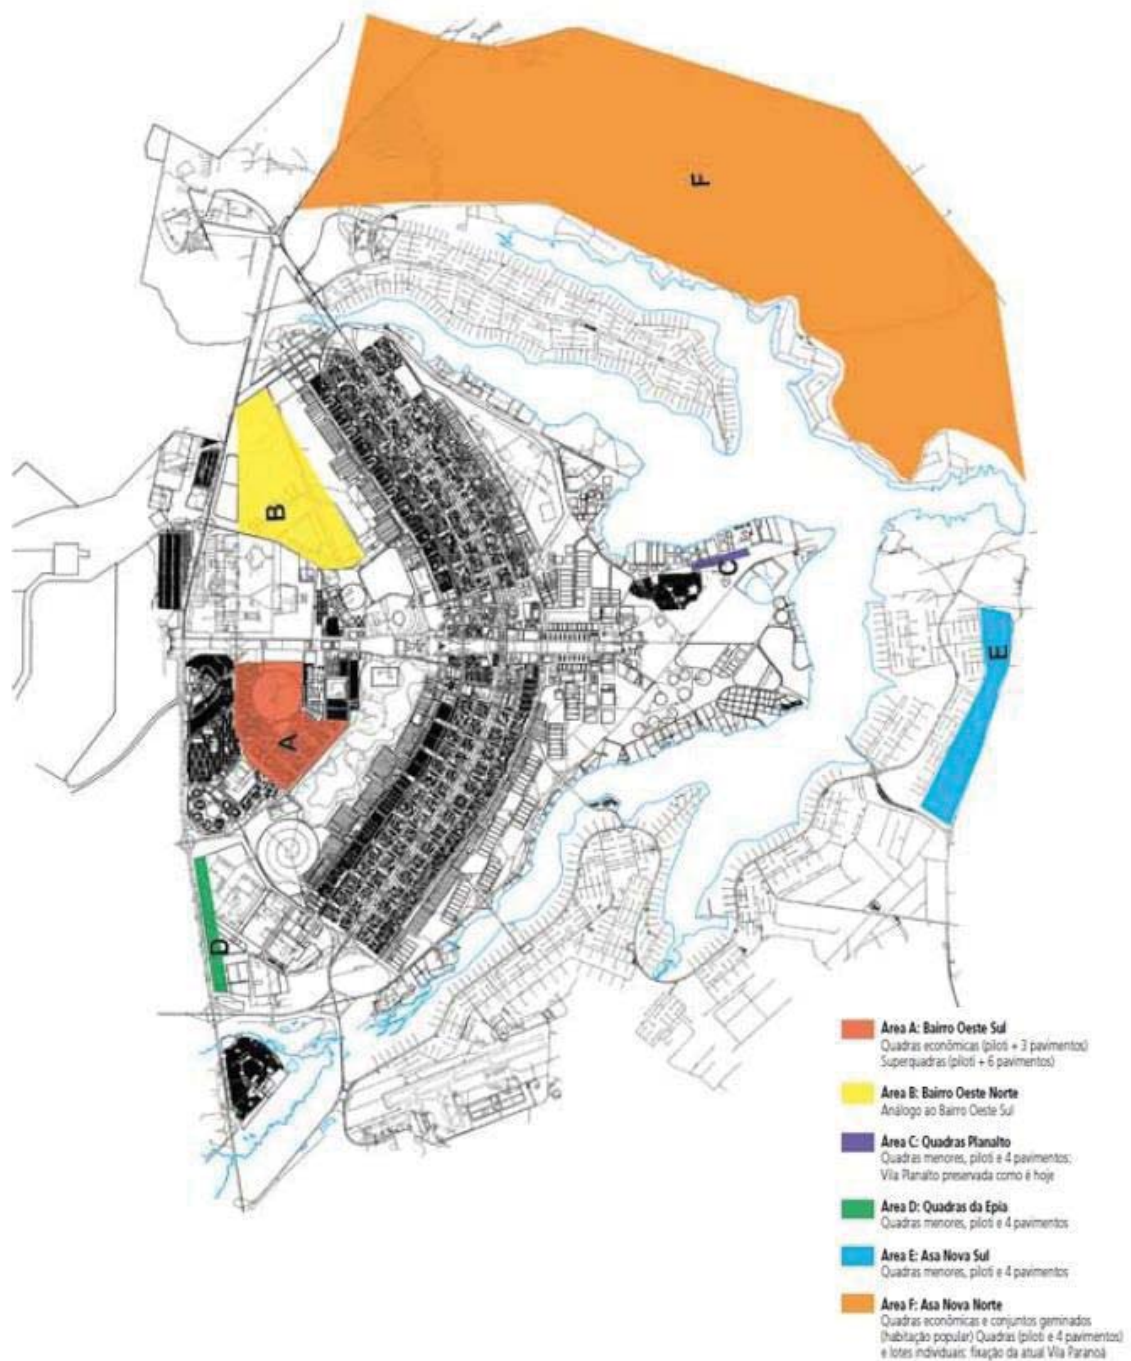 F
B
C
E
A
D
Área A: Bairro Oeste Sul
Quadras econômicas (piloti + 3 pavimentos)
Superquadras (piloti + 6 pavimentos)
Área B: Bairro Oeste Norte
Análogo ao Bairro Oeste Sul
Área C: Quadras Planalto
Quadras menores, piloti e 4 pavimentos:
Vila Planalto preservada como é hoje
Área D: Quadras da Epia
Quadras menores, piloti e 4 pavimentos
Área E: Asa Nova Sul
Quadras menores, piloti e 4 pavimentos
Área F: Asa Nova Norte
Quadras econômicas e conjuntos geminados
(habitação popular) Quadras (piloti e 4 pavimentos)
e lotes individuais: fixação da atual Vila Paranoá